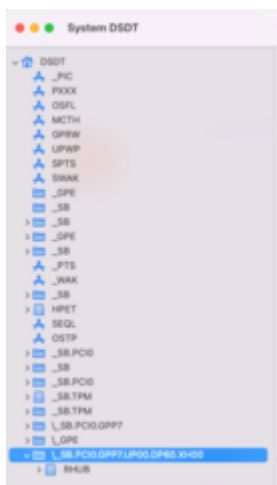 System DSDT
DSDT
_PIC
PXXX
OSFL
MCTH
GPRW
UPWP
SPTS
SWAK
_GPE
_SB
_SB
_GPE
_SB
_PTS
_WAK
_SB
HPET
SEQL
OSTP
_SB.PCI0
_SB
_SB.PCI0
_SB.TPM
_SB.TPM
\_SB.PCI0.GPP7
\_GPE
\_SB.PCI0.GPP7.UP00.DP60.XH00
RHUB